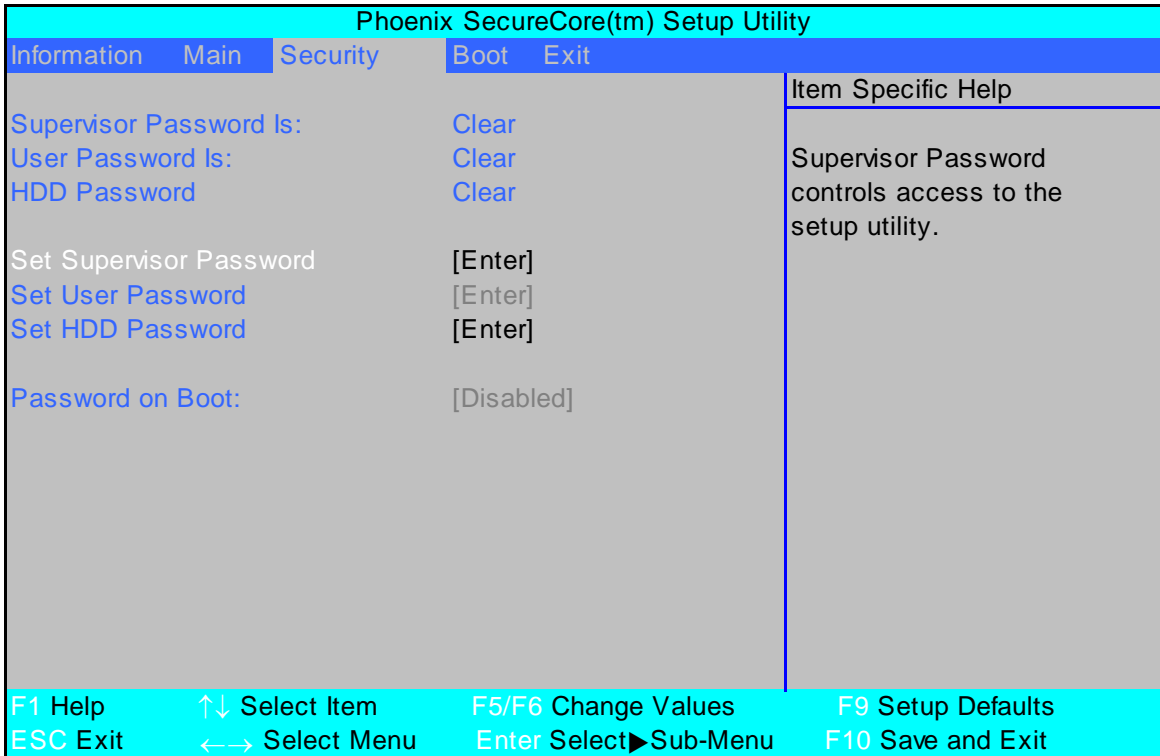 Phoenix SecureCore(tm) Setup Utility
Information Main Security Boot Exit
Item Specific Help
Supervisor Password Is: Clear
User Password Is: Clear
HDD Password Clear
Supervisor Password
controls access to the
setup utility.
Set Supervisor Password [Enter]
Set User Password [Enter]
Set HDD Password [Enter]
Password on Boot: [Disabled]
F1 Help ↑↓ Select Item F5/F6 Change Values F9 Setup Defaults
ESC Exit ←→ Select Menu Enter Select▶Sub-Menu F10 Save and Exit